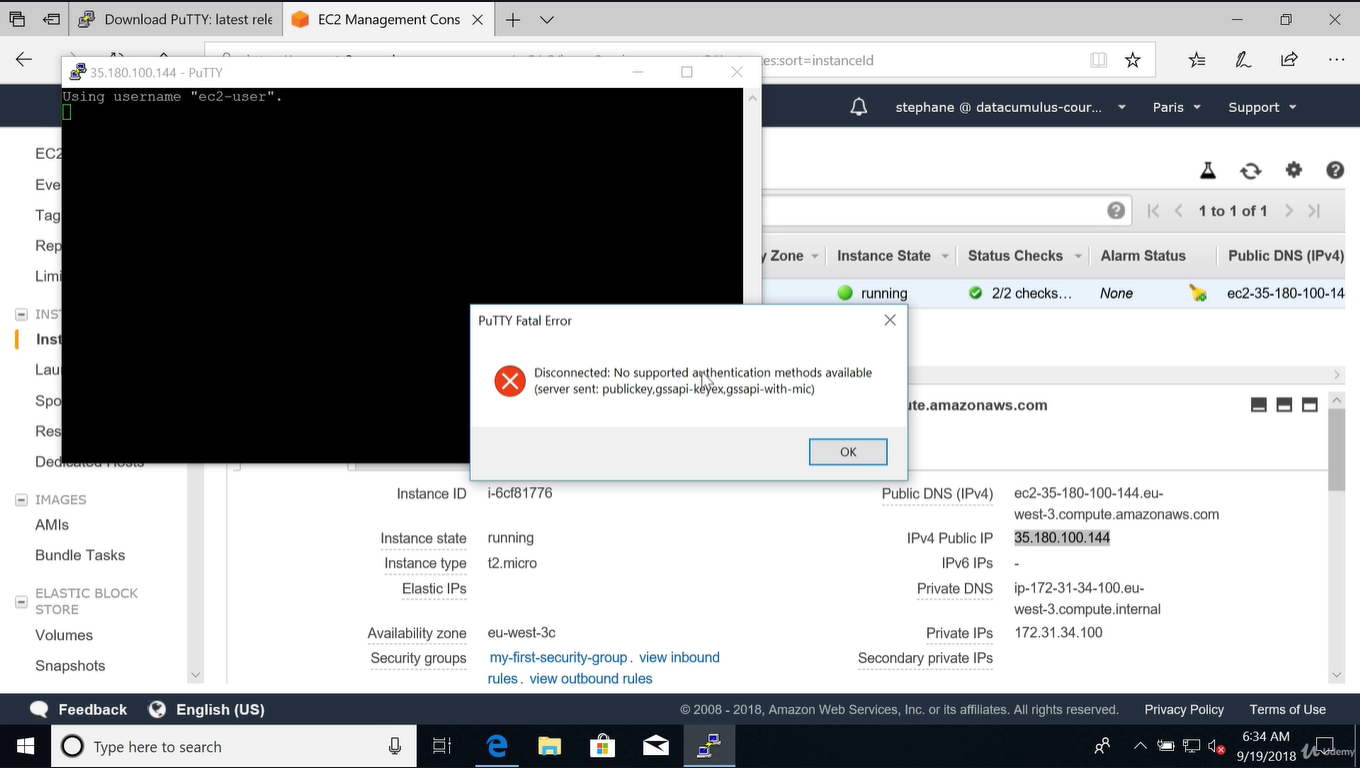 Download PuTTY: latest rele
EC2 Management Cons
es:sort=instanceId
35.180.100.144 - PuTTY
Using username "ec2-user".
stephane @ datacumulus-cour...
Paris
Support
EC2
Eve
Tag
Rep
Limi
INS
Inst
Lau
Spo
Res
Dedicated Hosts
IMAGES
AMIs
Bundle Tasks
ELASTIC BLOCK
STORE
Volumes
Snapshots
1 to 1 of 1
y Zone
Instance State
Status Checks
Alarm Status
Public DNS (IPv4)
running
2/2 checks...
None
ec2-35-180-100-14
PuTTY Fatal Error
Disconnected: No supported authentication methods available
(server sent: publickey,gssapi-keyex,gssapi-with-mic)
OK
ute.amazonaws.com
Instance ID i-6cf81776
Instance state running
Instance type t2.micro
Elastic IPs
Availability zone eu-west-3c
Security groups my-first-security-group. view inbound
rules. view outbound rules
Public DNS (IPv4) ec2-35-180-100-144.eu-
west-3.compute.amazonaws.com
IPv4 Public IP 35.180.100.144
IPv6 IPs -
Private DNS ip-172-31-34-100.eu-
west-3.compute.internal
Private IPs 172.31.34.100
Secondary private IPs
Feedback
English (US)
© 2008 - 2018, Amazon Web Services, Inc. or its affiliates. All rights reserved.
Privacy Policy
Terms of Use
Type here to search
6:34 AM
9/19/2018
Udemy